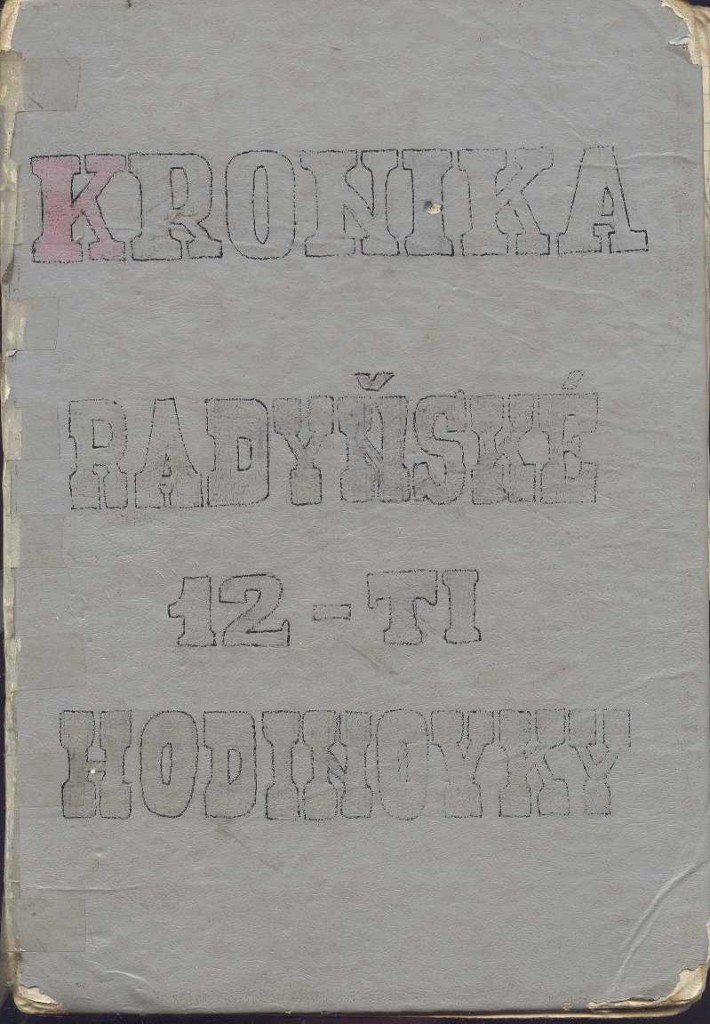 KRONIKA
RADYŇSKÉ
12-TI
HODINOVKY